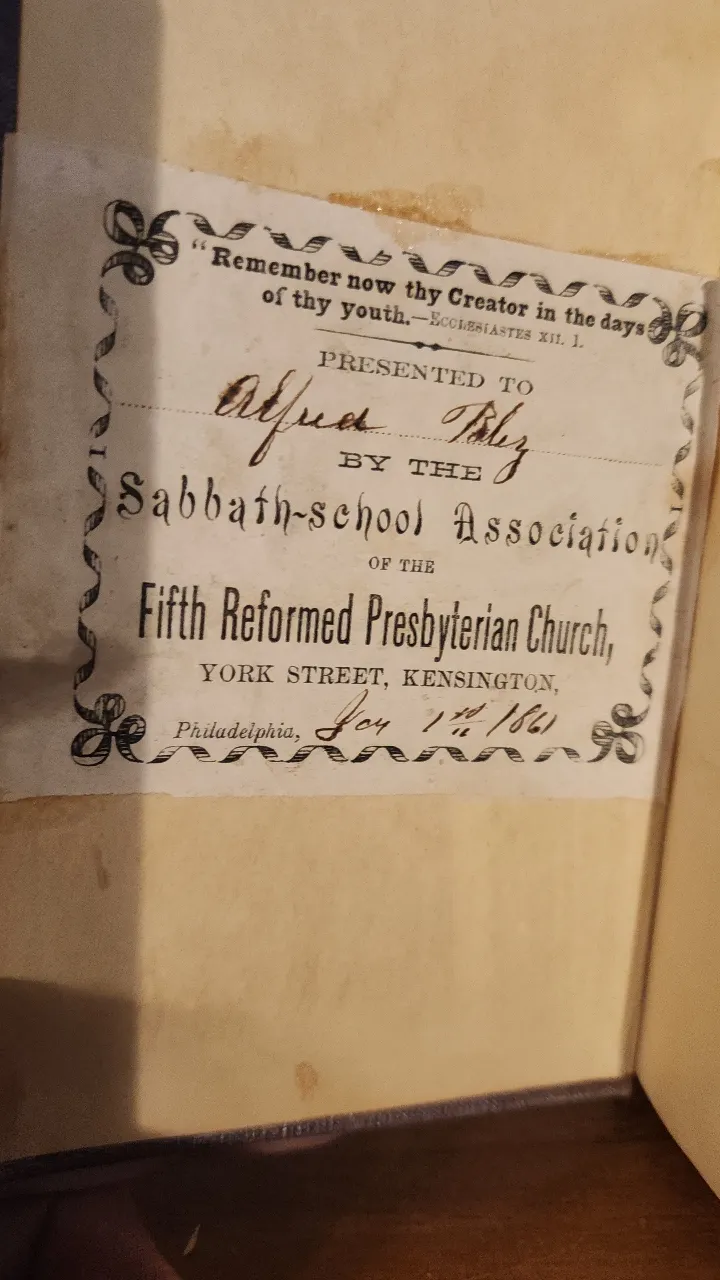 "Remember now thy Creator in the days
of thy youth.—ECCLESIASTES XII. 1.
PRESENTED TO
Alfred
BY THE
Sabbath-school Association
OF THE
Fifth Reformed Presbyterian Church,
YORK STREET, KENSINGTON,
Philadelphia, 1st 1861